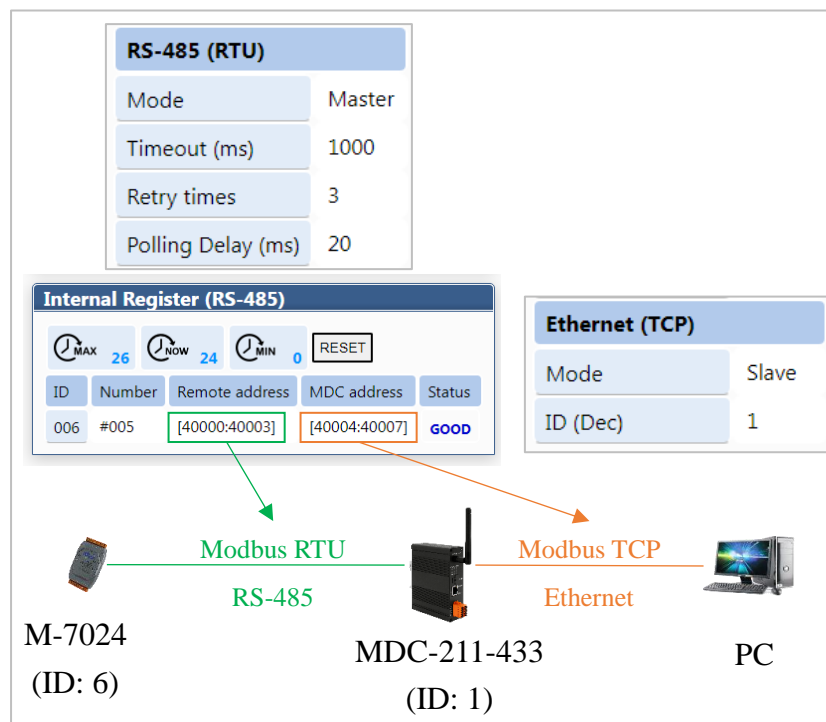 RS-485 (RTU)
Mode Master
Timeout (ms) 1000
Retry times 3
Polling Delay (ms) 20
Internal Register (RS-485)
MAX 26 NOW 24 MIN 0 RESET
ID Number Remote address MDC address Status
006 #005 [40000:40003] [40004:40007] GOOD
Ethernet (TCP)
Mode Slave
ID (Dec) 1
Modbus RTU
RS-485
Modbus TCP
Ethernet
M-7024
(ID: 6)
MDC-211-433
(ID: 1)
PC